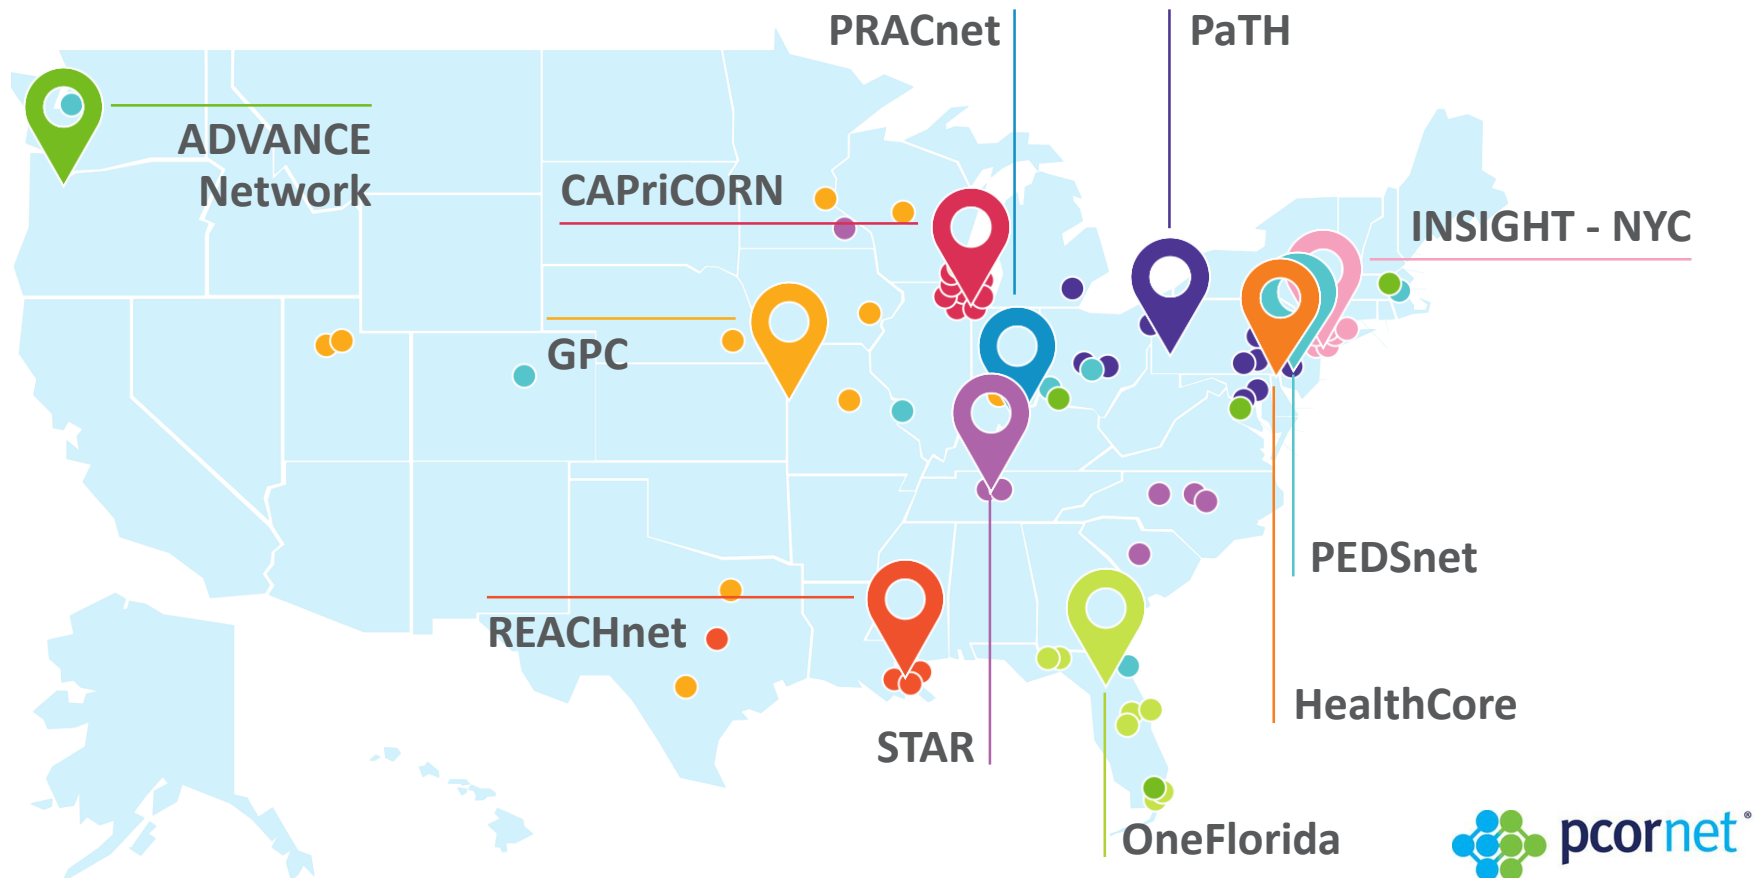 PRACnet
PaTH
ADVANCE
Network
CAPriCORN
INSIGHT - NYC
GPC
PEDSnet
REACHnet
HealthCore
STAR
OneFlorida
pcornet®